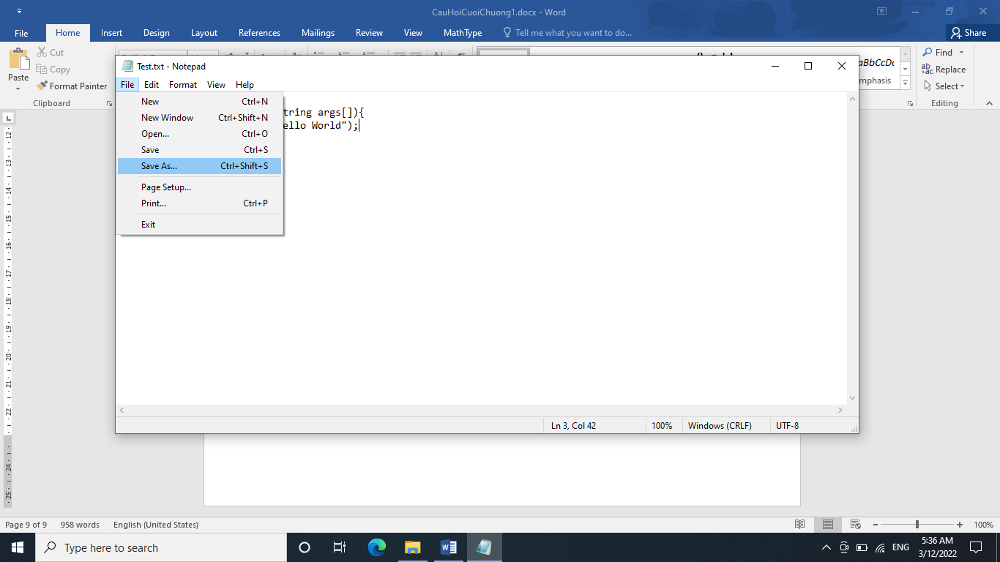 CauHoiCuoiChuong1.docx - Word
File Home Insert Design Layout References Mailings Review View MathType Tell me what you want to do... Share
Cut
Copy
Format Painter
Paste
Clipboard
Find
Replace
Select
Editing
mphasis
Test.txt - Notepad
File Edit Format View Help
New Ctrl+N
New Window Ctrl+Shift+N
Open... Ctrl+O
Save Ctrl+S
Save As... Ctrl+Shift+S
Page Setup...
Print... Ctrl+P
Exit
tring args[]){
ello World");
Ln 3, Col 42 100% Windows (CRLF) UTF-8
12
13
14
15
16
17
18
19
20
21
22
24
25
Page 9 of 9 958 words English (United States) 100%
Type here to search
ENG
5:36 AM
3/12/2022